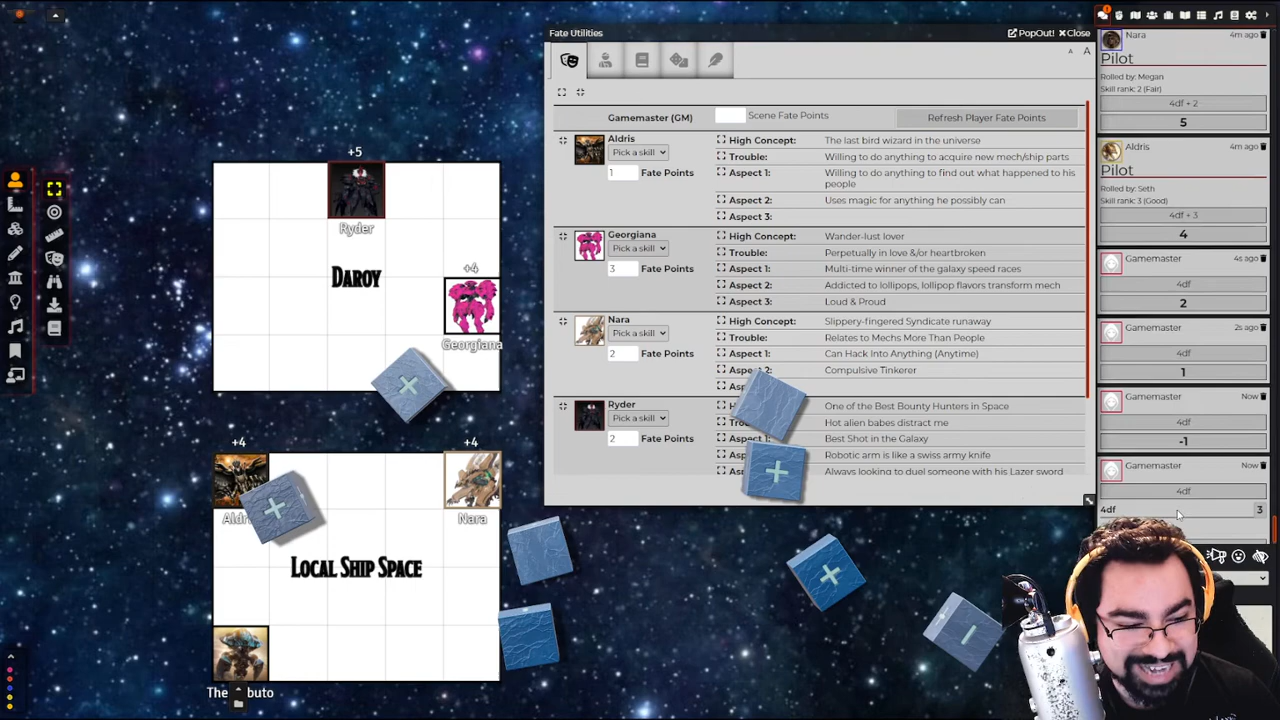 Fate Utilities
PopOut! Close
A A
Gamemaster (GM) Scene Fate Points Refresh Player Fate Points
Aldris
Pick a skill
1 Fate Points
High Concept: The last bird wizard in the universe
Trouble: Willing to do anything to acquire new mech/ship parts
Aspect 1: Willing to do anything to find out what happened to his
people
Aspect 2: Uses magic for anything he possibly can
Aspect 3:
Georgiana
Pick a skill
3 Fate Points
High Concept: Wander-lust lover
Trouble: Perpetually in love &/or heartbroken
Aspect 1: Multi-time winner of the galaxy speed races
Aspect 2: Addicted to lollipops, lollipop flavors transform mech
Aspect 3: Loud & Proud
Nara
Pick a skill
2 Fate Points
High Concept: Slippery-fingered Syndicate runaway
Trouble: Relates to Mechs More Than People
Aspect 1: Can Hack Into Anything (Anytime)
Aspect 2: Compulsive Tinkerer
Ryder
Pick a skill
2 Fate Points
One of the Best Bounty Hunters in Space
Hot alien babes distract me
Best Shot in the Galaxy
Robotic arm is like a swiss army knife
Always looking to duel someone with his Lazer sword
+5
Ryder
Daroy
+4
Georgiana
+4
+4
Nara
Local Ship Space
Nara 4m ago
Pilot
Rolled by: Megan
Skill rank: 2 (Fair)
4df + 2
5
Aldris 4m ago
Pilot
Rolled by: Seth
Skill rank: 3 (Good)
4df + 3
4
Gamemaster 4s ago
4df
2
Gamemaster 2s ago
4df
1
Gamemaster Now
4df
-1
Gamemaster Now
4df
4df 3